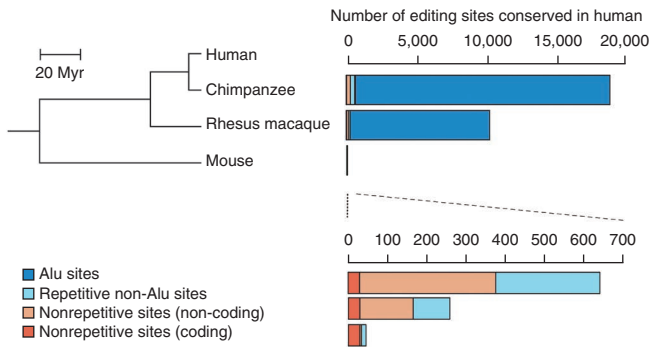 Number of editing sites conserved in human
0 5,000 10,000 15,000 20,000
Human
20 Myr
Chimpanzee
Rhesus macaque
Mouse
0 100 200 300 400 500 600 700
Alu sites
Repetitive non-Alu sites
Nonrepetitive sites (non-coding)
Nonrepetitive sites (coding)